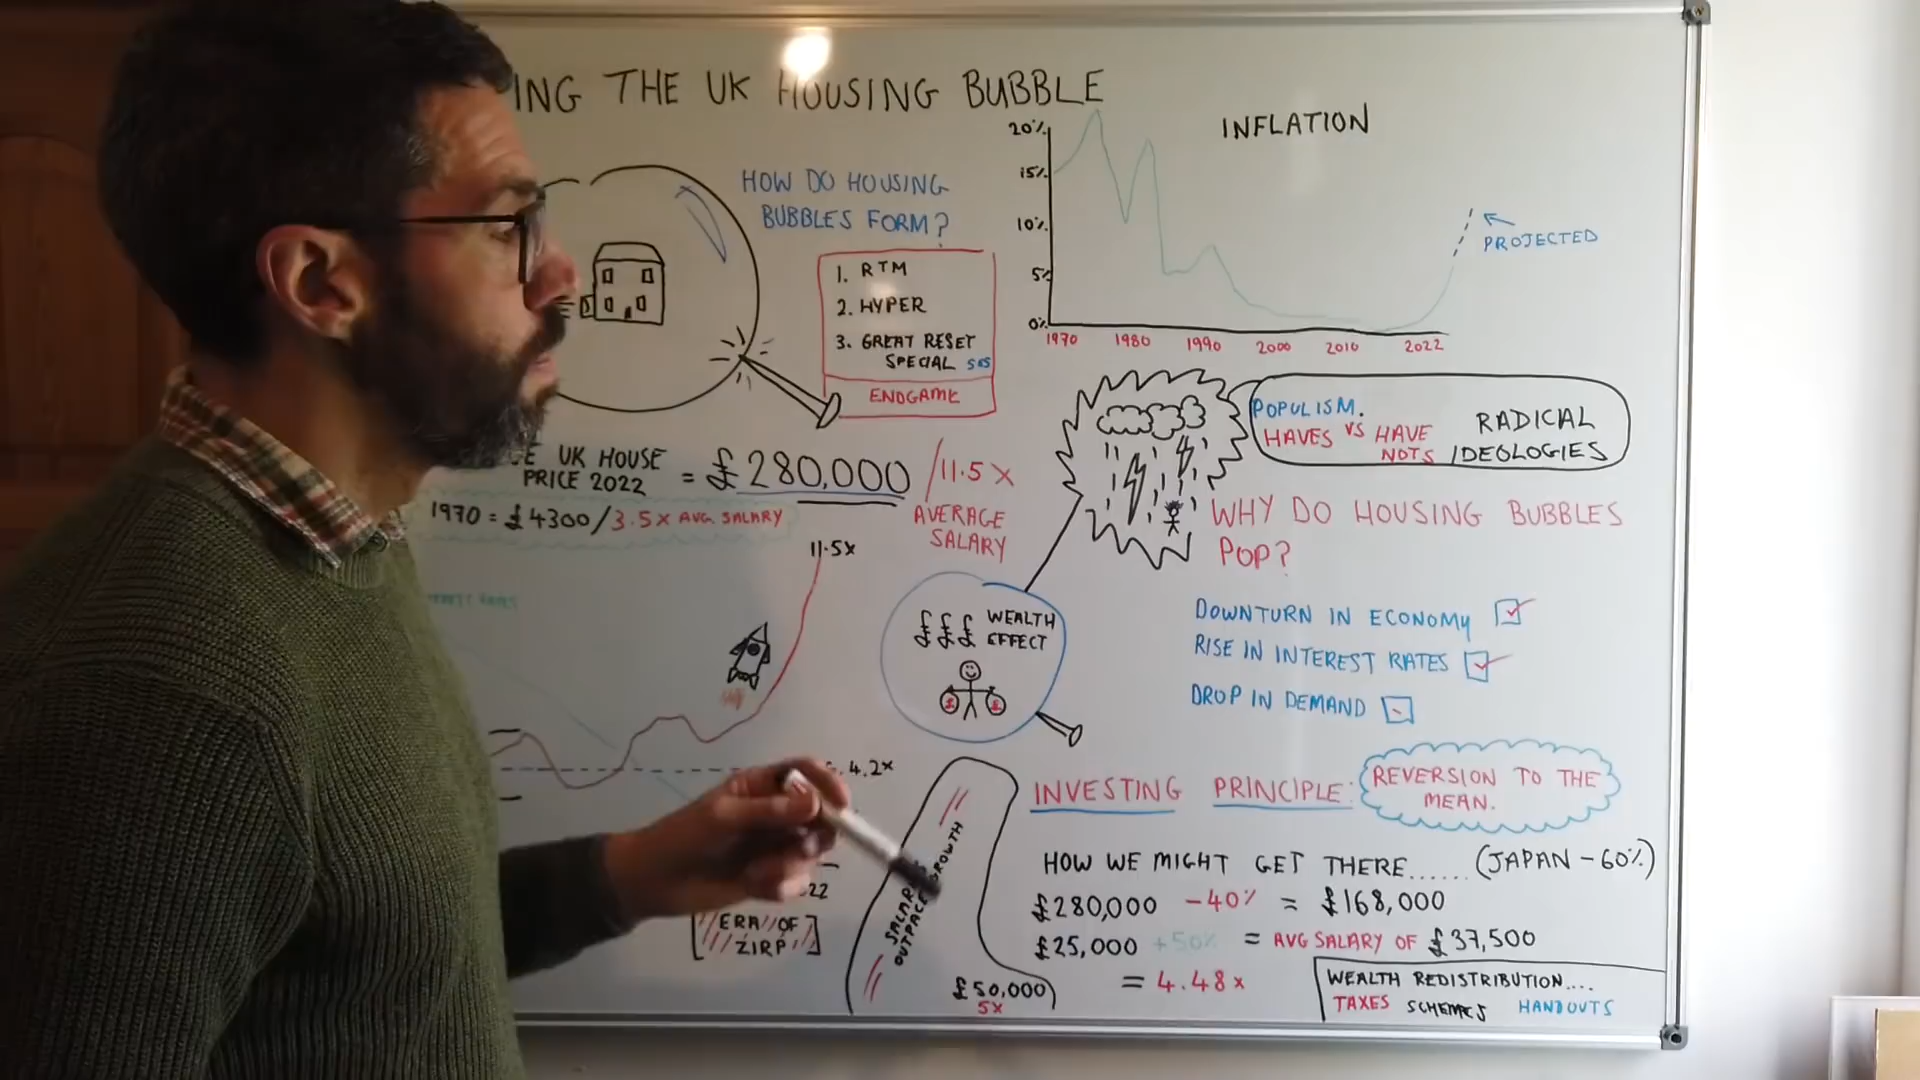 ING THE UK HOUSING BUBBLE
HOW DO HOUSING
BUBBLES FORM?
1. RTM
2. HYPER
3. GREAT RESET
SPECIAL SRS
ENDGAME
UK HOUSE
PRICE 2022
= £280,000 / 11.5 x
AVERAGE
SALARY
1970 = £4300/3.5x AVG. SALARY
11.5x
4.2x
22
ERA OF
ZIRP
INFLATION
20%
15%
10%
5%
0%
1970 1980 1990 2000 2010 2022
PROJECTED
POPULISM.
HAVES VS HAVE
NOTS
RADICAL
IDEOLOGIES
WHY DO HOUSING BUBBLES
POP?
£££ WEALTH
EFFECT
££
DOWNTURN IN ECONOMY
RISE IN INTEREST RATES
DROP IN DEMAND
INVESTING PRINCIPLE:
REVERSION TO THE
MEAN.
GROWTH
OUTPACE
£50,000
5X
HOW WE MIGHT GET THERE...... (JAPAN -60%)
£280,000 -40% = £168,000
£25,000 +50% = AVG SALARY OF £37,500
= 4.48x
WEALTH REDISTRIBUTION....
TAXES SCHEMES HANDOUTS